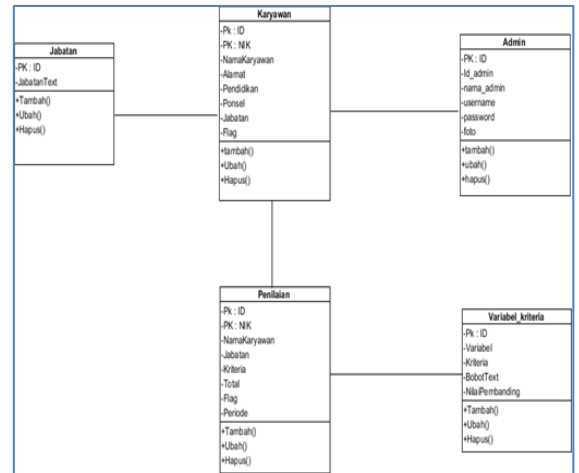 Jabatan
-PK : ID
-JabatanText
+Tambah()
+Ubah()
+Hapus()
Karyawan
-Pk : ID
-PK : NIK
-NamaKaryawan
-Alamat
-Pendidikan
-Ponsel
-Jabatan
-Flag
+tambah()
+Ubah()
+Hapus()
Admin
-PK : ID
-Id_admin
-nama_admin
-username
-password
-foto
+tambah()
+ubah()
+hapus()
Penilaian
-Pk : ID
-PK : NIK
-NamaKaryawan
-Jabatan
-Kriteria
-Total
-Flag
-Periode
+Tambah()
+Ubah()
+Hapus()
Variabel_kriteria
-Pk : ID
-Variabel
-Kriteria
-BobotText
-NilaiPembanding
+Tambah()
+Ubah()
+Hapus()